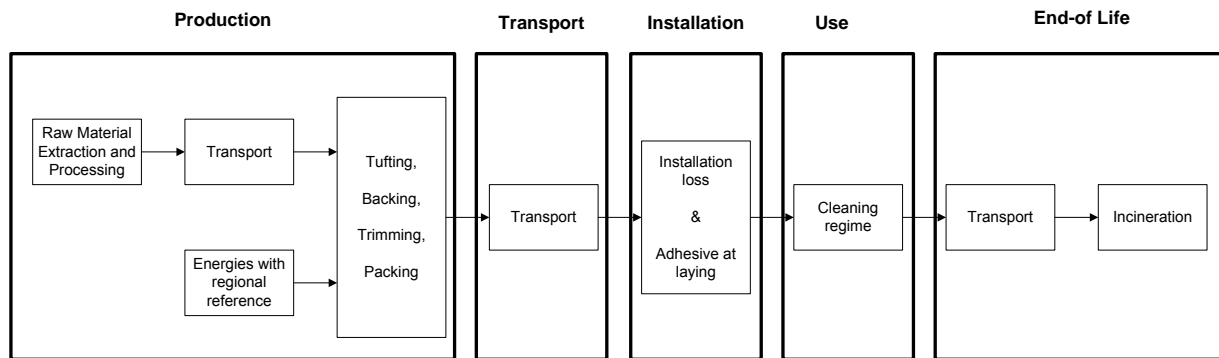 Production
Transport
Installation
Use
End-of Life
Raw Material
Extraction and
Processing
Transport
Energies with
regional
reference
Tufting,
Backing,
Trimming,
Packing
Transport
Installation
loss
&
Adhesive at
laying
Cleaning
regime
Transport
Incineration